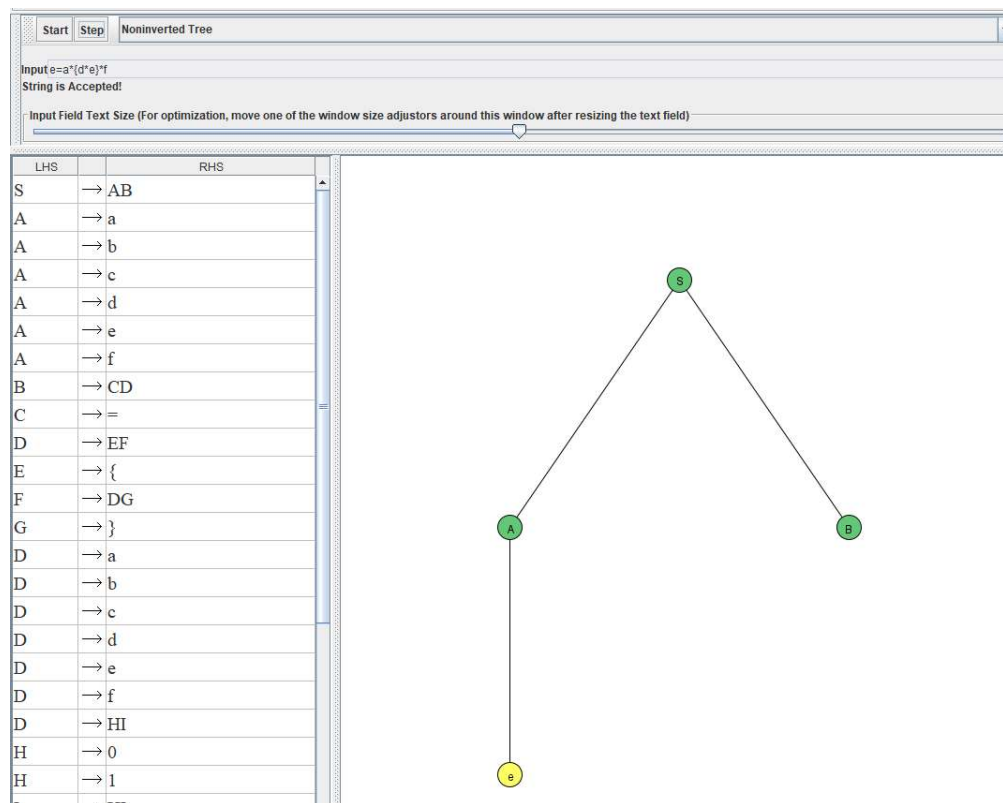 Start Step Noninverted Tree
Input e=a*{d*e}*f
String is Accepted!
Input Field Text Size (For optimization, move one of the window size adjustors around this window after resizing the text field)
LHS RHS
S → AB
A → a
A → b
A → c
A → d
A → e
A → f
B → CD
C → =
D → EF
E → {
F → DG
G → }
D → a
D → b
D → c
D → d
D → e
D → f
D → HI
H → 0
H → 1
S
A B
e